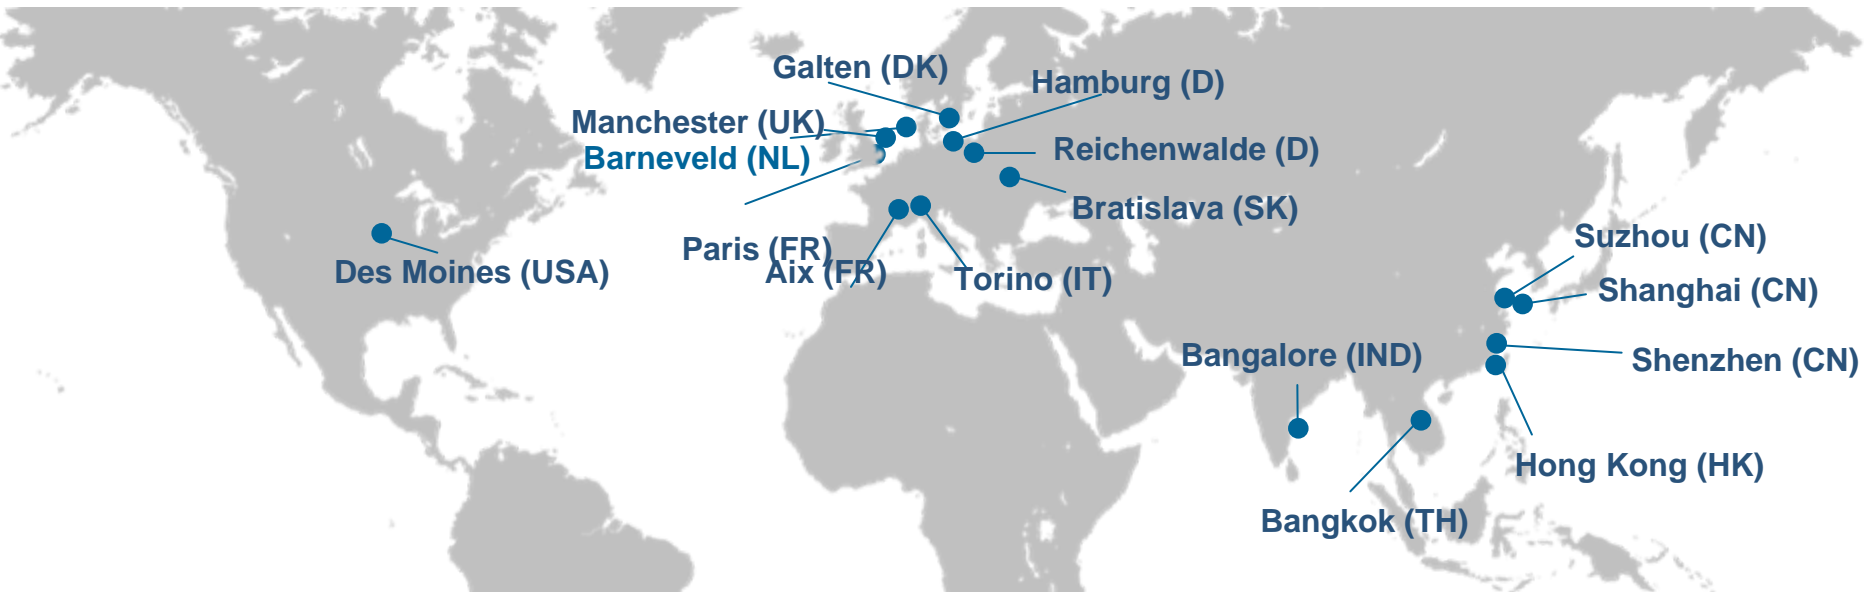 Galten (DK)
Hamburg (D)
Manchester (UK)
Barneveld (NL)
Reichenwalde (D)
Bratislava (SK)
Paris (FR)
Aix (FR)
Torino (IT)
Des Moines (USA)
Suzhou (CN)
Shanghai (CN)
Bangalore (IND)
Shenzhen (CN)
Hong Kong (HK)
Bangkok (TH)